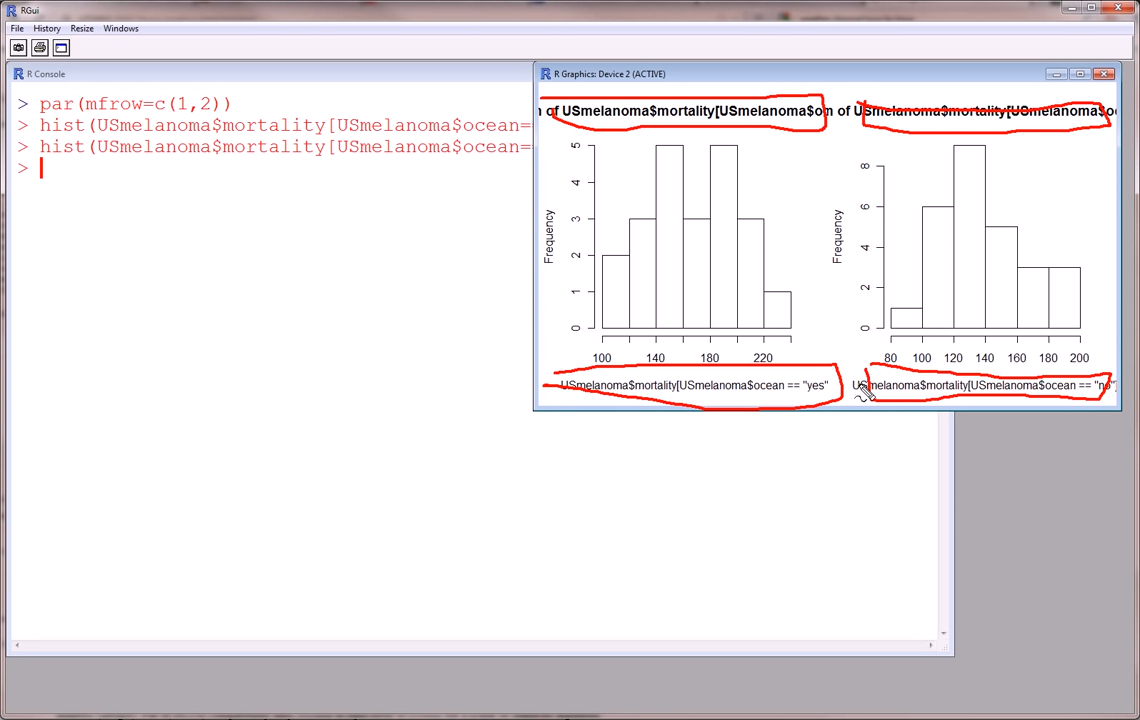 RGui
File History Resize Windows
R Console
> par(mfrow=c(1,2))
> hist(USmelanoma$mortality[USmelanoma$ocean=
> hist(USmelanoma$mortality[USmelanoma$ocean=
>
R Graphics: Device 2 (ACTIVE)
of USmelanoma$mortality[USmelanoma$o
m of USmelanoma$mortality[USmelanoma$o
Frequency
5
4
3
2
1
0
100 140 180 220
USmelanoma$mortality[USmelanoma$ocean == "yes"
Frequency
8
6
4
2
0
80 100 120 140 160 180 200
USmelanoma$mortality[USmelanoma$ocean == "no"]